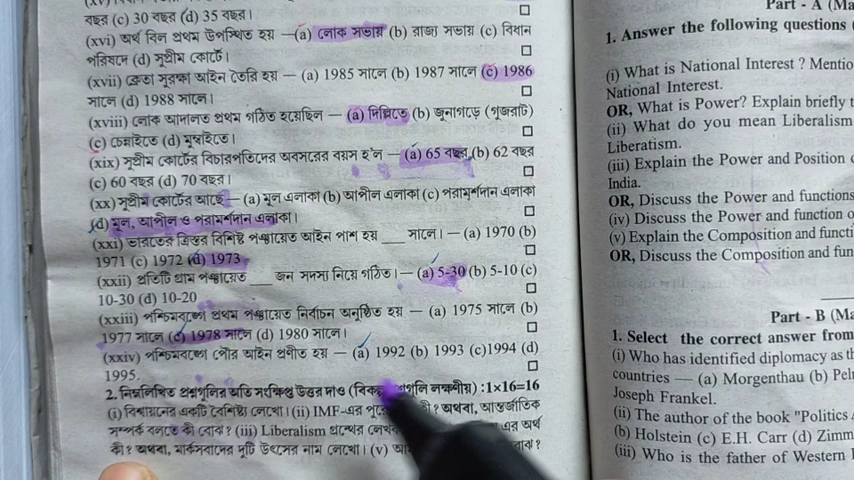 বছর (c) 30 বছর (d) 35 বছর।
(xvi) অর্থ বিল প্রথম উপস্থিত হয় —(a) লোক সভায় (b) রাজ্য সভায় (c) বিধান
পরিষদে (d) সুপ্রীম কোর্টে।
(xvii) ক্রেতা সুরক্ষা আইন তৈরি হয় — (a) 1985 সালে (b) 1987 সালে (c) 1986
সালে (d) 1988 সালে।
(xviii) লোক আদালত প্রথম গঠিত হয়েছিল — (a) দিল্লিতে (b) জুনাগড়ে (গুজরাট)
(c) চেন্নাইতে (d) মুম্বাইতে।
(xix) সুপ্রীম কোর্টের বিচারপতিদের অবসরের বয়স হ'ল — (a) 65 বছর (b) 62 বছর
(c) 60 বছর (d) 70 বছর।
(xx) সুপ্রীম কোর্টের আছে — (a) মূল এলাকা (b) আপীল এলাকা (c) পরামর্শদান এলাকা
(d) মূল, আপীল ও পরামর্শদান এলাকা।
(xxi) ভারতের ত্রিস্তর বিশিষ্ট পঞ্চায়েত আইন পাশ হয় ___ সালে। — (a) 1970 (b)
1971 (c) 1972 (d) 1973
(xxii) প্রতিটি গ্রাম পঞ্চায়েত ___ জন সদস্য নিয়ে গঠিত। — (a) 5-30 (b) 5-10 (c)
10-30 (d) 10-20
(xxiii) পশ্চিমবঙ্গে প্রথম পঞ্চায়েত নির্বাচন অনুষ্ঠিত হয় — (a) 1975 সালে (b)
1977 সালে (c) 1978 সালে (d) 1980 সালে।
(xxiv) পশ্চিমবঙ্গে পৌর আইন প্রণীত হয় — (a) 1992 (b) 1993 (c)1994 (d)
1995.
2. নিম্নলিখিত প্রশ্নগুলির অতি সংক্ষিপ্ত উত্তর দাও (বিকল্প প্রশ্নগুলি লক্ষণীয়) :1×16=16
(i) বিশ্বায়নের একটি বৈশিষ্ট্য লেখো। (ii) IMF-এর পুরো কী? অথবা, আন্তর্জাতিক
সম্পর্ক বলতে কী বোঝ? (iii) Liberalism গ্রন্থের এর অর্থ
কী? অথবা, মার্কসবাদের দুটি উৎসের নাম লেখো। (v) বোঝ?
Part - A (Ma
1. Answer the following questions
(i) What is National Interest ? Mentio
National Interest.
OR, What is Power? Explain briefly t
(ii) What do you mean Liberalism
Liberatism.
(iii) Explain the Power and Position
India.
OR, Discuss the Power and functions
(iv) Discuss the Power and function o
(v) Explain the Composition and functi
OR, Discuss the Composition and fun
Part - B (Ma
1. Select the correct answer from
(i) Who has identified diplomacy as th
countries — (a) Morgenthau (b) Pel
Joseph Frankel.
(ii) The author of the book "Politics
(b) Holstein (c) E.H. Carr (d) Zimm
(iii) Who is the father of Western